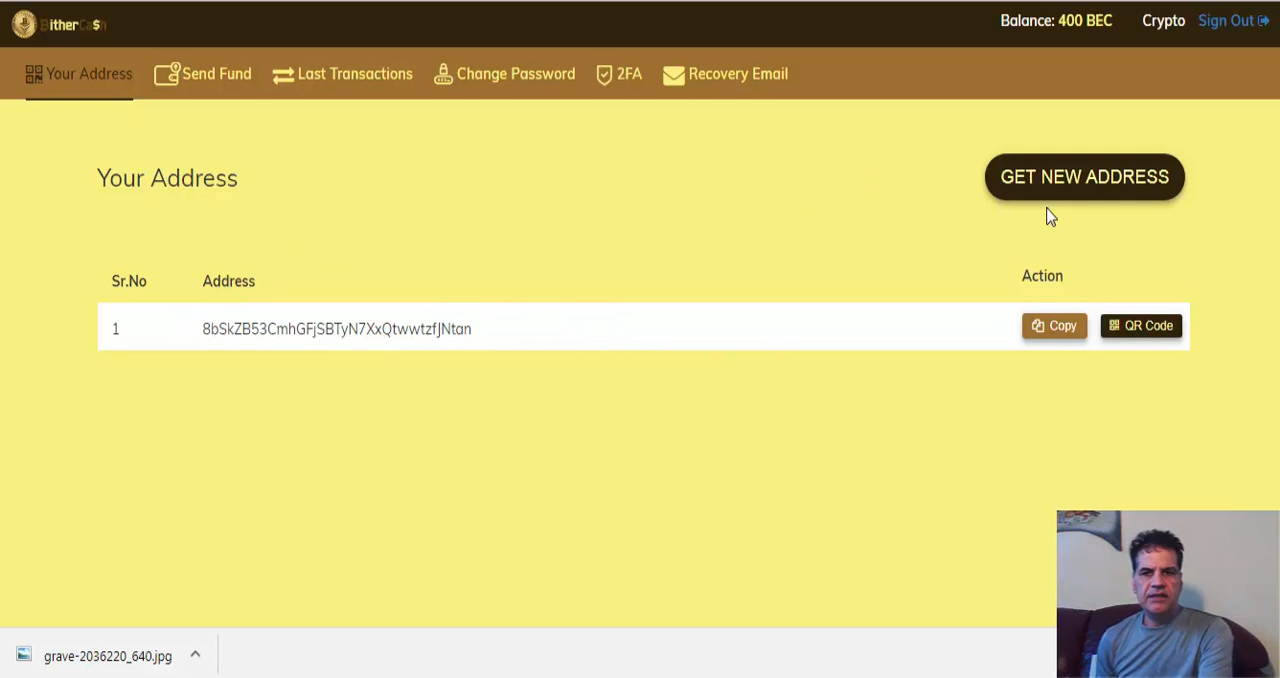 BitherCa$h
Balance: 400 BEC Crypto Sign Out
Your Address Send Fund Last Transactions Change Password 2FA Recovery Email
Your Address GET NEW ADDRESS
Sr.No Address Action
1 8bSkZB53CmhGFjSBTyN7XxQtwwtzfJNtan Copy QR Code
grave-2036220_640.jpg